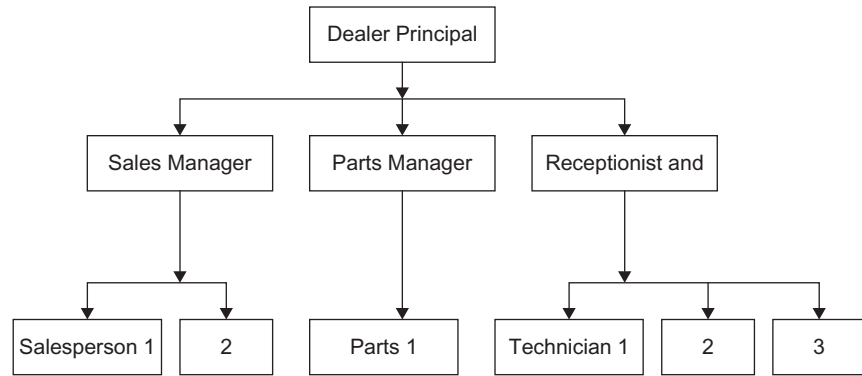 Dealer Principal
Sales Manager
Parts Manager
Receptionist and
Salesperson 1
2
Parts 1
Technician 1
2
3